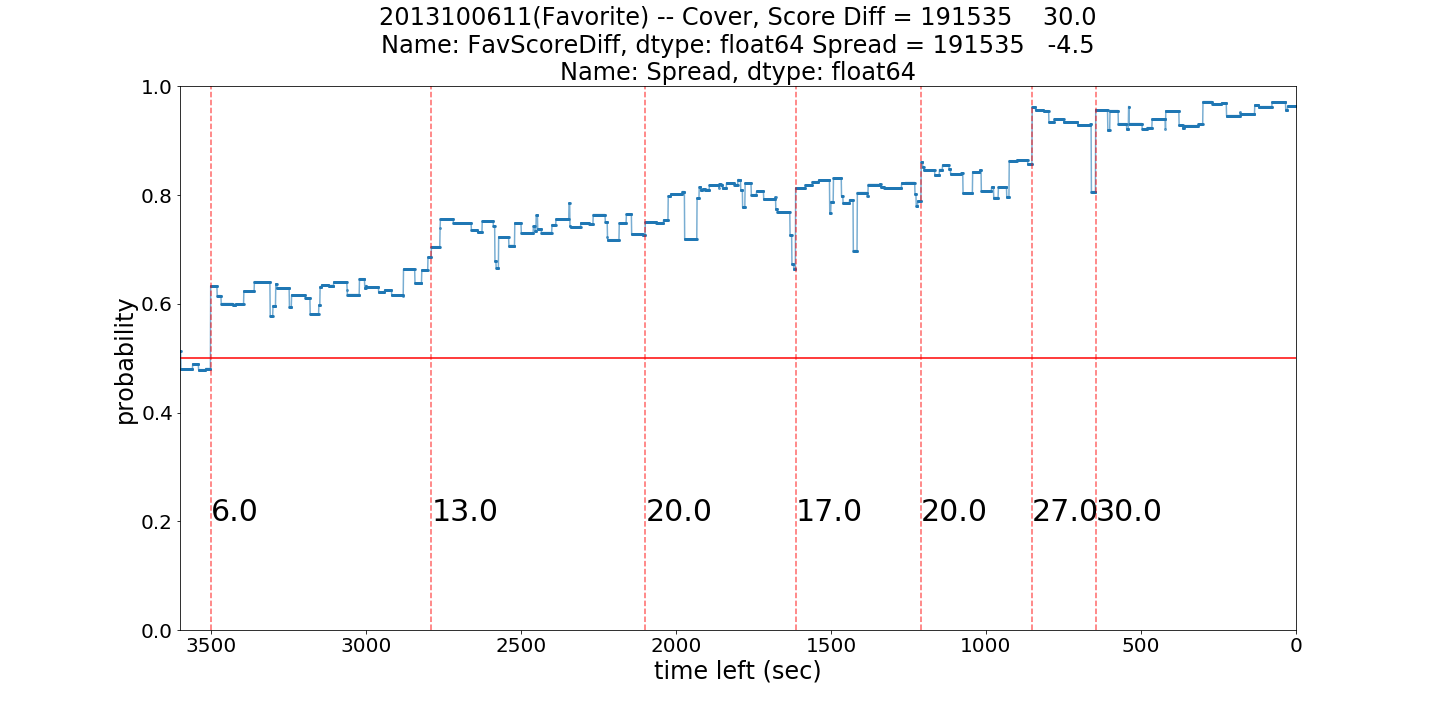 2013100611(Favorite) -- Cover, Score Diff = 191535    30.0
Name: FavScoreDiff, dtype: float64 Spread = 191535   -4.5
Name: Spread, dtype: float64
1.0
0.8
0.6
0.4
0.2
0.0
probability
6.0 13.0 20.0 17.0 20.0 27.0 30.0
3500 3000 2500 2000 1500 1000 500 0
time left (sec)